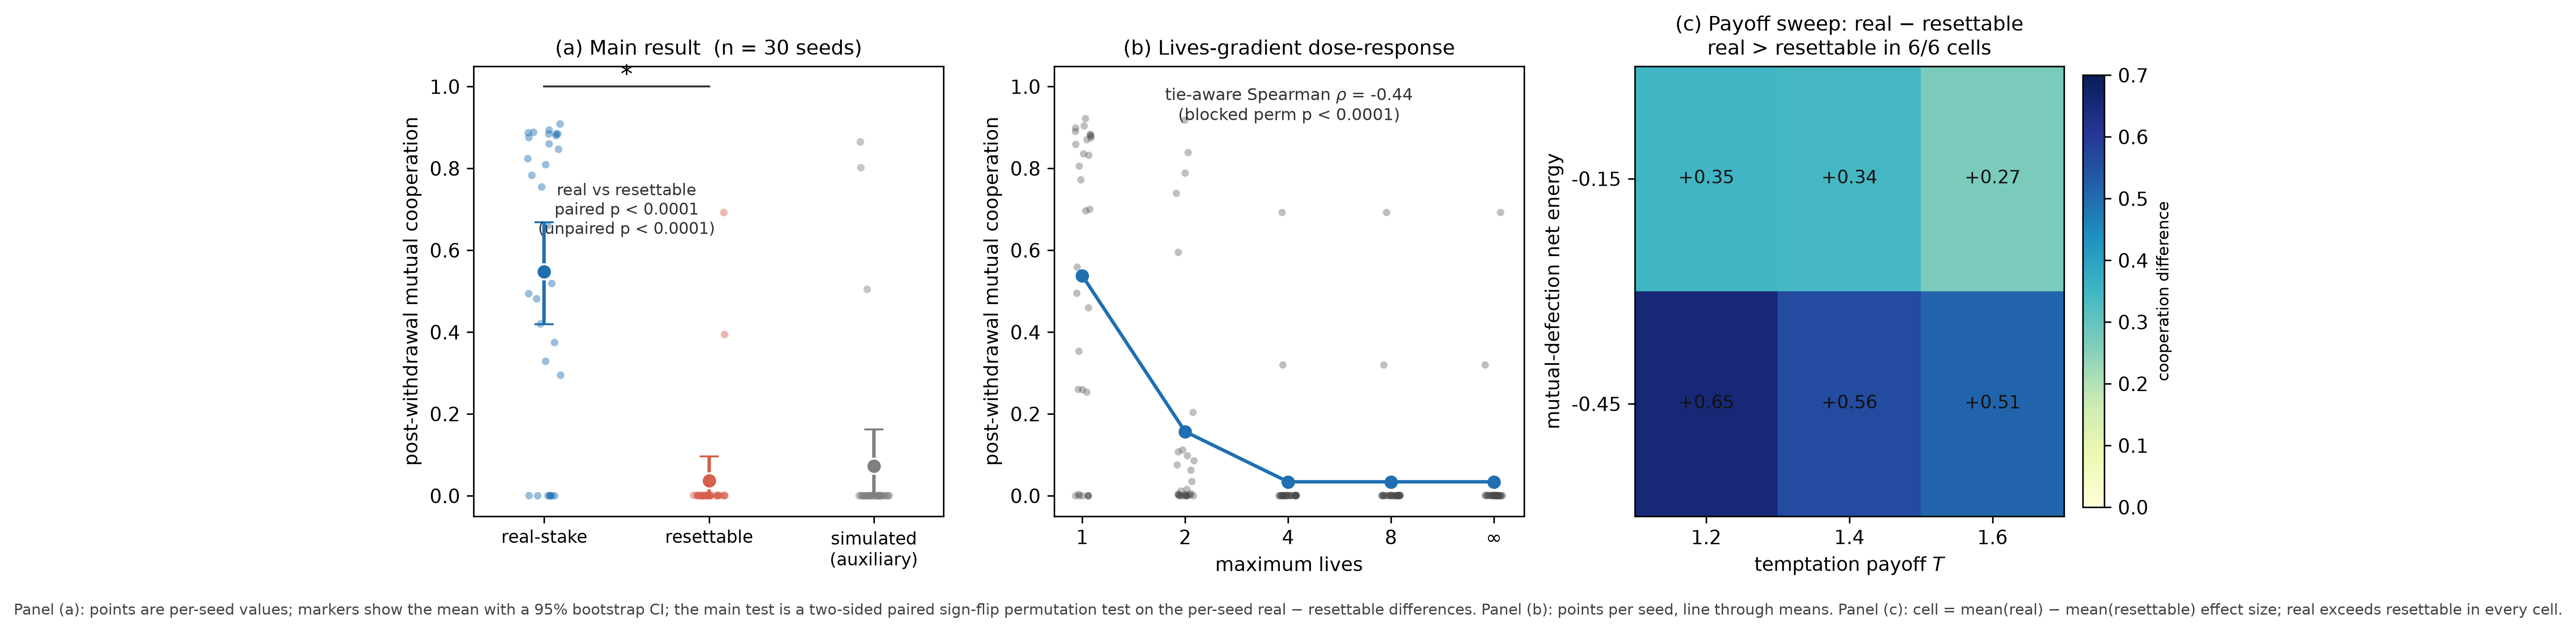 (a) Main result (n = 30 seeds)
*
1.0
0.8
0.6
0.4
0.2
0.0
post-withdrawal mutual cooperation
real vs resettable
paired p < 0.0001
(unpaired p < 0.0001)
real-stake
resettable
simulated
(auxiliary)
(b) Lives-gradient dose-response
1.0
0.8
0.6
0.4
0.2
0.0
post-withdrawal mutual cooperation
tie-aware Spearman ρ = -0.44
(blocked perm p < 0.0001)
1 2 4 8 ∞
maximum lives
(c) Payoff sweep: real − resettable
real > resettable in 6/6 cells
mutual-defection net energy
-0.15
-0.45
+0.35 +0.34 +0.27
+0.65 +0.56 +0.51
1.2 1.4 1.6
temptation payoff T
0.7
0.6
0.5
0.4
0.3
0.2
0.1
0.0
cooperation difference
Panel (a): points are per-seed values; markers show the mean with a 95% bootstrap CI; the main test is a two-sided paired sign-flip permutation test on the per-seed real − resettable differences. Panel (b): points per seed, line through means. Panel (c): cell = mean(real) − mean(resettable) effect size; real exceeds resettable in every cell.